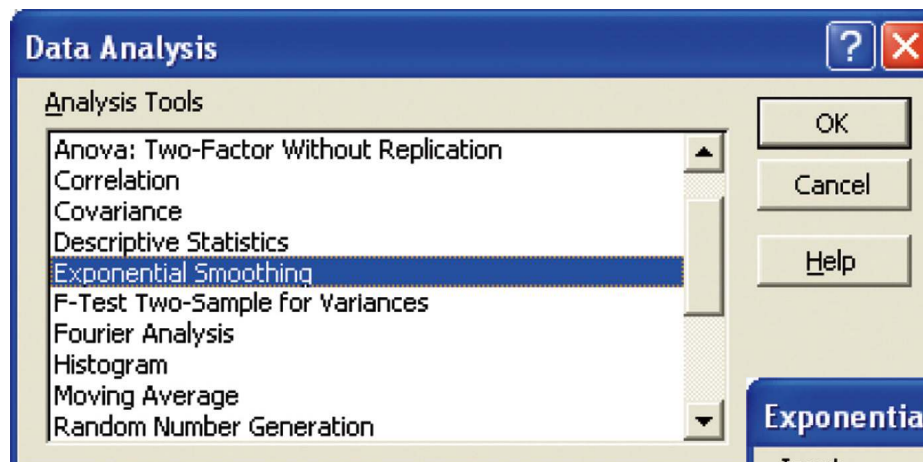 Data Analysis
Analysis Tools
Anova: Two-Factor Without Replication
Correlation
Covariance
Descriptive Statistics
Exponential Smoothing
F-Test Two-Sample for Variances
Fourier Analysis
Histogram
Moving Average
Random Number Generation
OK
Cancel
Help
Exponentia